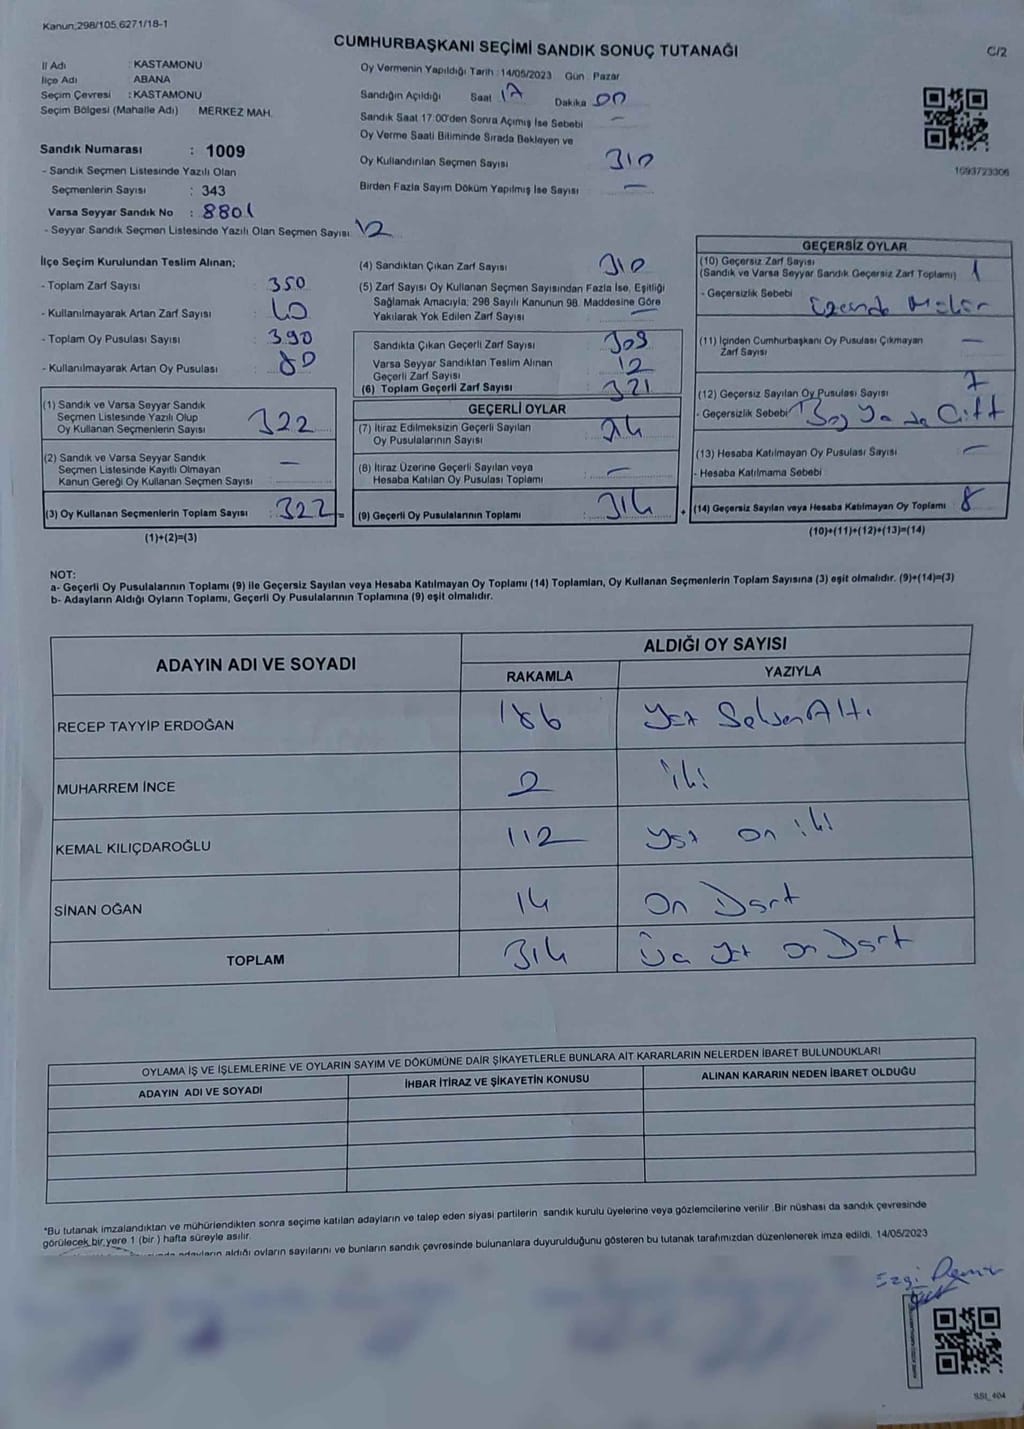 Kanun;298/105,6271/18-1
CUMHURBAŞKANI SEÇİMİ SANDIK SONUÇ TUTANAĞI
C/2
İl Adı : KASTAMONU
İlçe Adı : ABANA
Seçim Çevresi : KASTAMONU
Seçim Bölgesi (Mahalle Adı) MERKEZ MAH.
Sandık Numarası : 1009
- Sandık Seçmen Listesinde Yazılı Olan
Seçmenlerin Sayısı : 343
Varsa Seyyar Sandık No : 8801
- Seyyar Sandık Seçmen Listesinde Yazılı Olan Seçmen Sayısı 12
Oy Vermenin Yapıldığı Tarih : 14/05/2023 Gün : Pazar
Sandığın Açıldığı Saat 17 Dakika 00
Sandık Saat 17:00'den Sonra Açımış İse Sebebi —
Oy Verme Saati Bitiminde Sırada Bekleyen ve
Oy Kullandırılan Seçmen Sayısı 310
Birden Fazla Sayım Döküm Yapılmış İse Sayısı —
1693723306
İlçe Seçim Kurulundan Teslim Alınan;
- Toplam Zarf Sayısı : 350
- Kullanılmayarak Artan Zarf Sayısı : 40
- Toplam Oy Pusulası Sayısı : 390
- Kullanılmayarak Artan Oy Pusulası : 80
(1) Sandık ve Varsa Seyyar Sandık
Seçmen Listesinde Yazılı Olup
Oy Kullanan Seçmenlerin Sayısı : 322
(2) Sandık ve Varsa Seyyar Sandık
Seçmen Listesinde Kayıtlı Olmayan
Kanun Gereği Oy Kullanan Seçmen Sayısı —
(3) Oy Kullanan Seçmenlerin Toplam Sayısı : 322 =
(1)+(2)=(3)
(4) Sandıktan Çıkan Zarf Sayısı : 310
(5) Zarf Sayısı Oy Kullanan Seçmen Sayısından Fazla İse, Eşitliği
Sağlamak Amacıyla; 298 Sayılı Kanunun 98. Maddesine Göre
Yakılarak Yok Edilen Zarf Sayısı : —
Sandıkta Çıkan Geçerli Zarf Sayısı : 309
Varsa Seyyar Sandıktan Teslim Alınan
Geçerli Zarf Sayısı : 12
(6) Toplam Geçerli Zarf Sayısı : 321
GEÇERLİ OYLAR
(7) İtiraz Edilmeksizin Geçerli Sayılan
Oy Pusulalarının Sayısı :
(8) İtiraz Üzerine Geçerli Sayılan veya
Hesaba Katılan Oy Pusulası Toplamı : —
(9) Geçerli Oy Pusulalarının Toplamı : 314 +
GEÇERSİZ OYLAR
(10) Geçersiz Zarf Sayısı
(Sandık ve Varsa Seyyar Sandık Geçersiz Zarf Toplamı) 1
- Geçersizlik Sebebi : Üzerinde Mühür
(11) İçinden Cumhurbaşkanı Oy Pusulası Çıkmayan
Zarf Sayısı —
(12) Geçersiz Sayılan Oy Pusulası Sayısı : 7
- Geçersizlik Sebebi Boş Ya da Çift
(13) Hesaba Katılmayan Oy Pusulası Sayısı —
- Hesaba Katılmama Sebebi
(14) Geçersiz Sayılan veya Hesaba Katılmayan Oy Toplamı : 8
(10)+(11)+(12)+(13)=(14)
NOT:
a- Geçerli Oy Pusulalarının Toplamı (9) ile Geçersiz Sayılan veya Hesaba Katılmayan Oy Toplamı (14) Toplamları, Oy Kullanan Seçmenlerin Toplam Sayısına (3) eşit olmalıdır. (9)+(14)=(3)
b- Adayların Aldığı Oyların Toplamı, Geçerli Oy Pusulalarının Toplamına (9) eşit olmalıdır.
ADAYIN ADI VE SOYADI
ALDIĞI OY SAYISI
RAKAMLA YAZIYLA
RECEP TAYYİP ERDOĞAN 186 Yüz Seksen Altı
MUHARREM İNCE 2 iki
KEMAL KILIÇDAROĞLU 112 Yüz on iki
SİNAN OĞAN 14 On Dört
TOPLAM 314 Üç Yüz on Dört
OYLAMA İŞ VE İŞLEMLERİNE VE OYLARIN SAYIM VE DÖKÜMÜNE DAİR ŞİKAYETLERLE BUNLARA AİT KARARLARIN NELERDEN İBARET BULUNDUKLARI
ADAYIN ADI VE SOYADI İHBAR İTİRAZ VE ŞİKAYETİN KONUSU ALINAN KARARIN NEDEN İBARET OLDUĞU
*Bu tutanak imzalandıktan ve mühürlendikten sonra seçime katılan adayların ve talep eden siyasi partilerin sandık kurulu üyelerine veya gözlemcilerine verilir. Bir nüshası da sandık çevresinde
görülecek bir yere 1 (bir ) hafta süreyle asılır.
adayların aldığı oyların sayılarını ve bunların sandık çevresinde bulunanlara duyurulduğunu gösteren bu tutanak tarafımızdan düzenlenerek imza edildi. 14/05/2023
Ezgi Demir
SSI_404